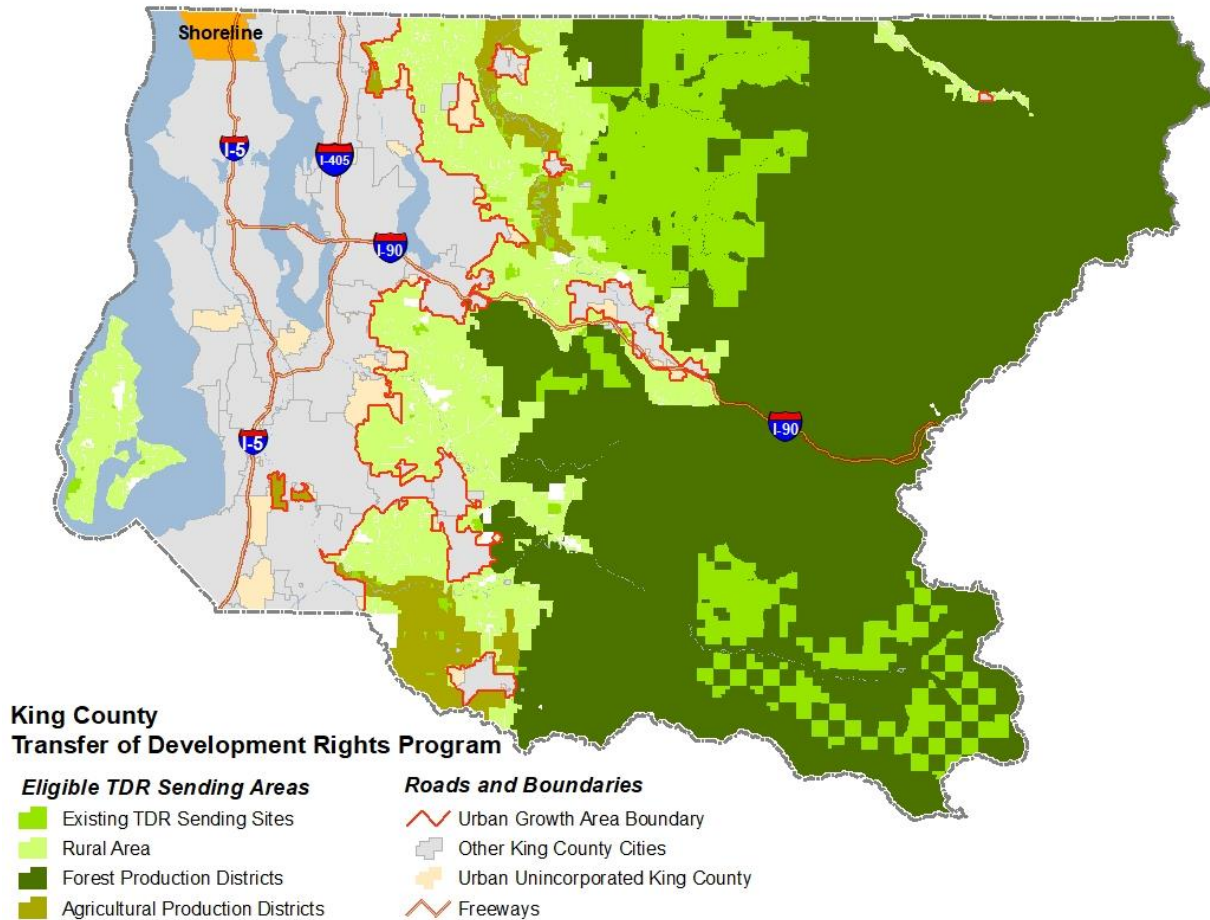 Shoreline
I-5
I-405
I-90
I-5
I-90
King County
Transfer of Development Rights Program
Eligible TDR Sending Areas
Existing TDR Sending Sites
Rural Area
Forest Production Districts
Agricultural Production Districts
Roads and Boundaries
Urban Growth Area Boundary
Other King County Cities
Urban Unincorporated King County
Freeways